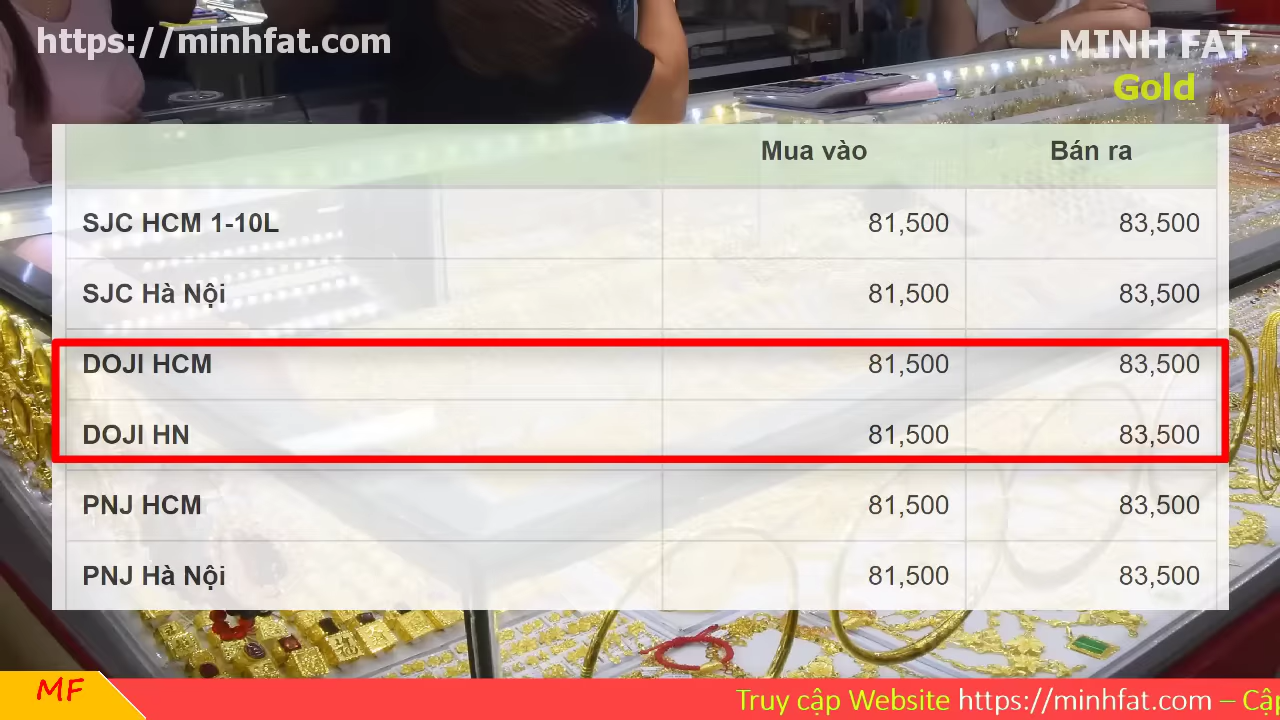 https://minhfat.com
MINH FAT
Gold
Mua vào Bán ra
SJC HCM 1-10L 81,500 83,500
SJC Hà Nội 81,500 83,500
DOJI HCM 81,500 83,500
DOJI HN 81,500 83,500
PNJ HCM 81,500 83,500
PNJ Hà Nội 81,500 83,500
MF
Truy cập Website https://minhfat.com – Cập